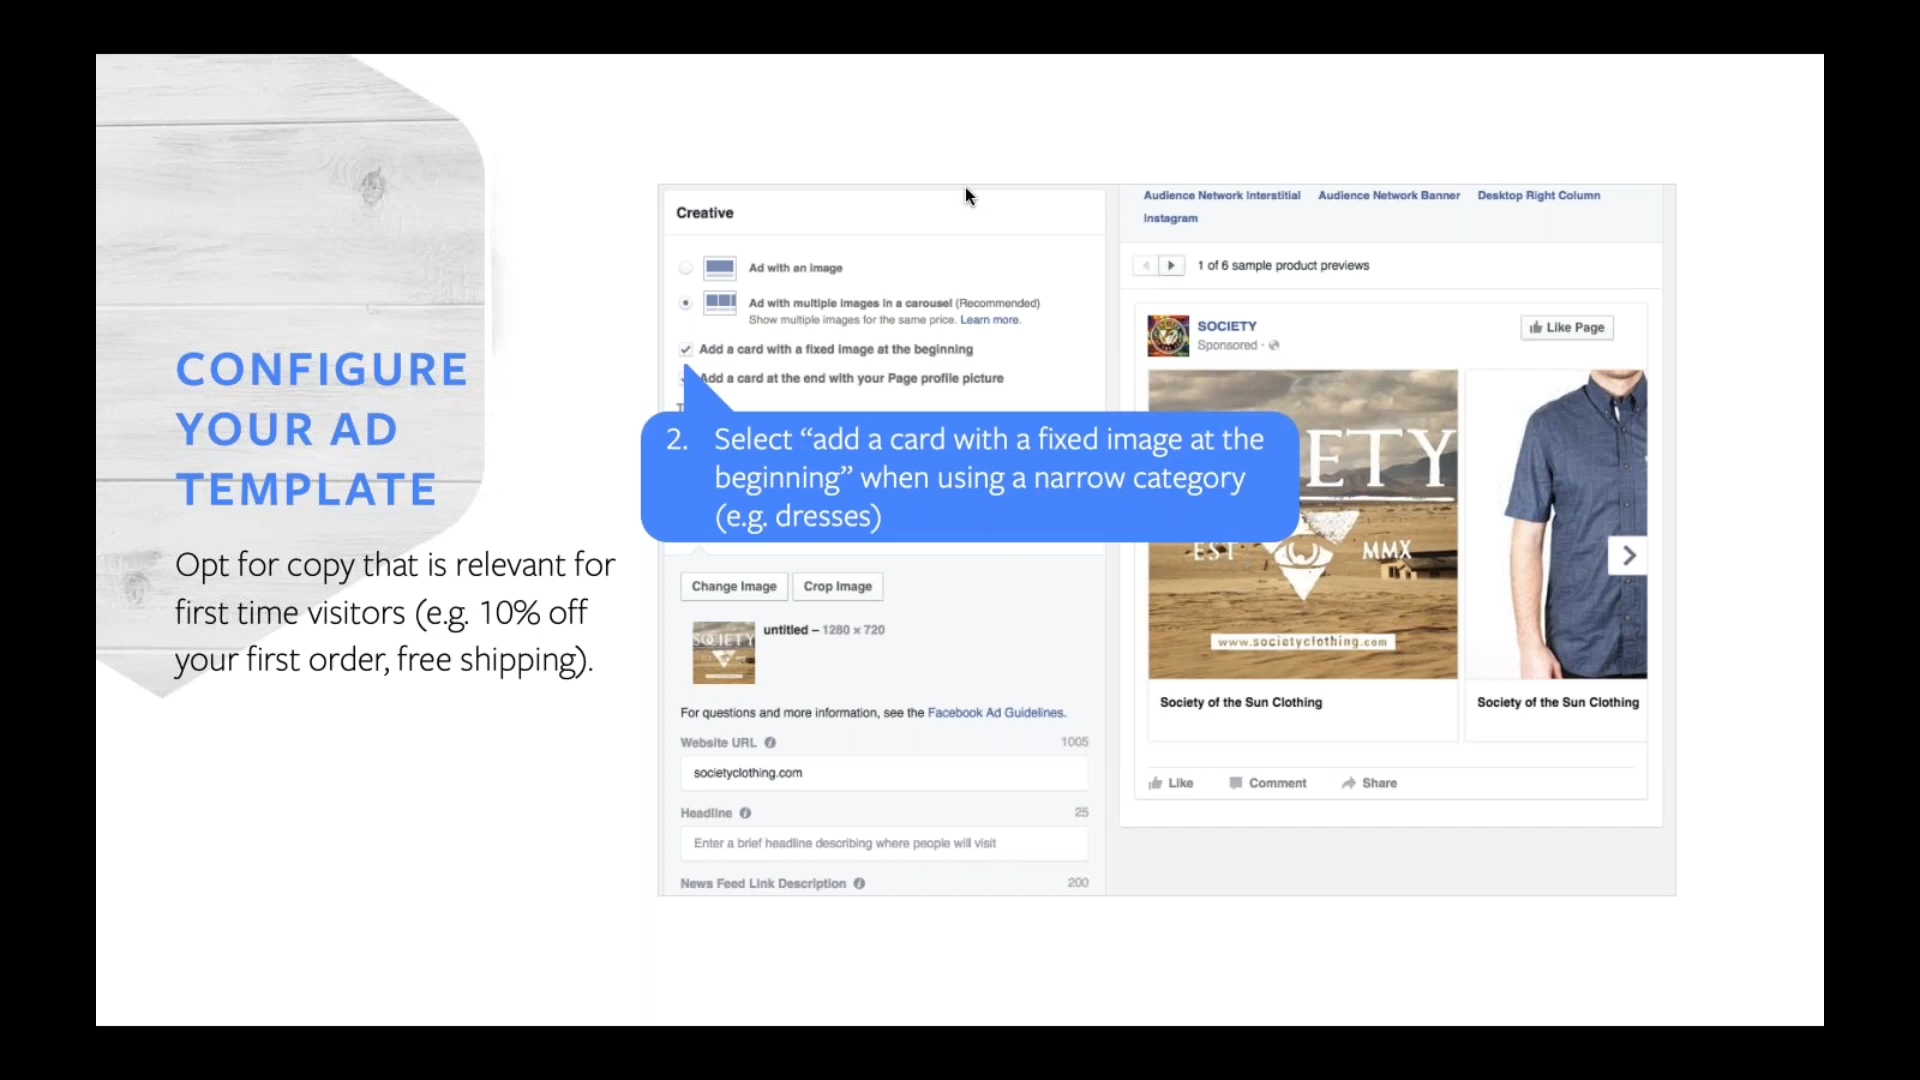 CONFIGURE
YOUR AD
TEMPLATE
Opt for copy that is relevant for
first time visitors (e.g. 10% off
your first order, free shipping).
Creative
Ad with an image
Ad with multiple images in a carousel (Recommended)
Show multiple images for the same price. Learn more.
Add a card with a fixed image at the beginning
Add a card at the end with your Page profile picture
2. Select “add a card with a fixed image at the
beginning” when using a narrow category
(e.g. dresses)
Change Image Crop Image
SOCIETY
untitled – 1280 × 720
For questions and more information, see the Facebook Ad Guidelines.
Website URL 1005
societyclothing.com
Headline 25
Enter a brief headline describing where people will visit
News Feed Link Description 200
Audience Network Interstitial Audience Network Banner Desktop Right Column
Instagram
1 of 6 sample product previews
SOCIETY
Sponsored ·
Like Page
ETY
EST MMX
www.societyclothing.com
Society of the Sun Clothing Society of the Sun Clothing
Like Comment Share